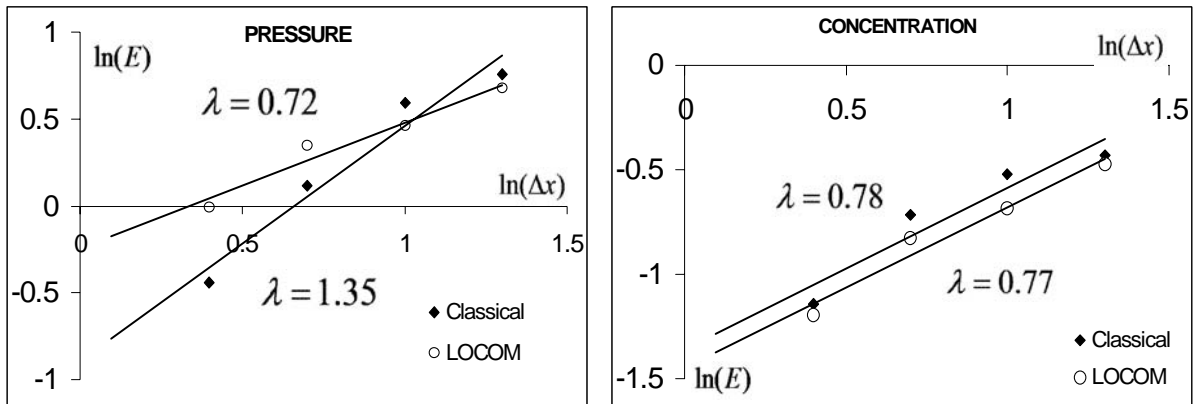 PRESSURE
1
ln(E)
λ = 0.72
0.5
ln(Δx)
0
0
0.5
1
1.5
-0.5
λ = 1.35
Classical
LOCOM
-1
CONCENTRATION
ln(Δx)
0
0
0.5
1
1.5
-0.5
λ = 0.78
-1
λ = 0.77
Classical
LOCOM
-1.5
ln(E)